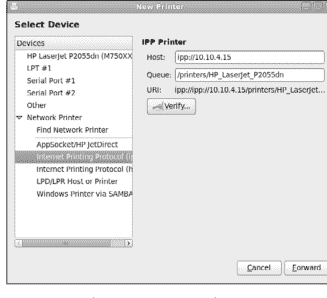 New Printer
Select Device
Devices
HP LaserJet P2055dn (M750XX
LPT #1
Serial Port #1
Serial Port #2
Other
Network Printer
Find Network Printer
AppSocket/HP JetDirect
Internet Printing Protocol (i
Internet Printing Protocol (h
LPD/LPR Host or Printer
Windows Printer via SAMBA
IPP Printer
Host: ipp://10.10.4.15
Queue: /printers/HP_LaserJet_P2055dn
URI: ipp://ipp://10.10.4.15/printers/HP_LaserJet...
Verify...
Cancel
Forward